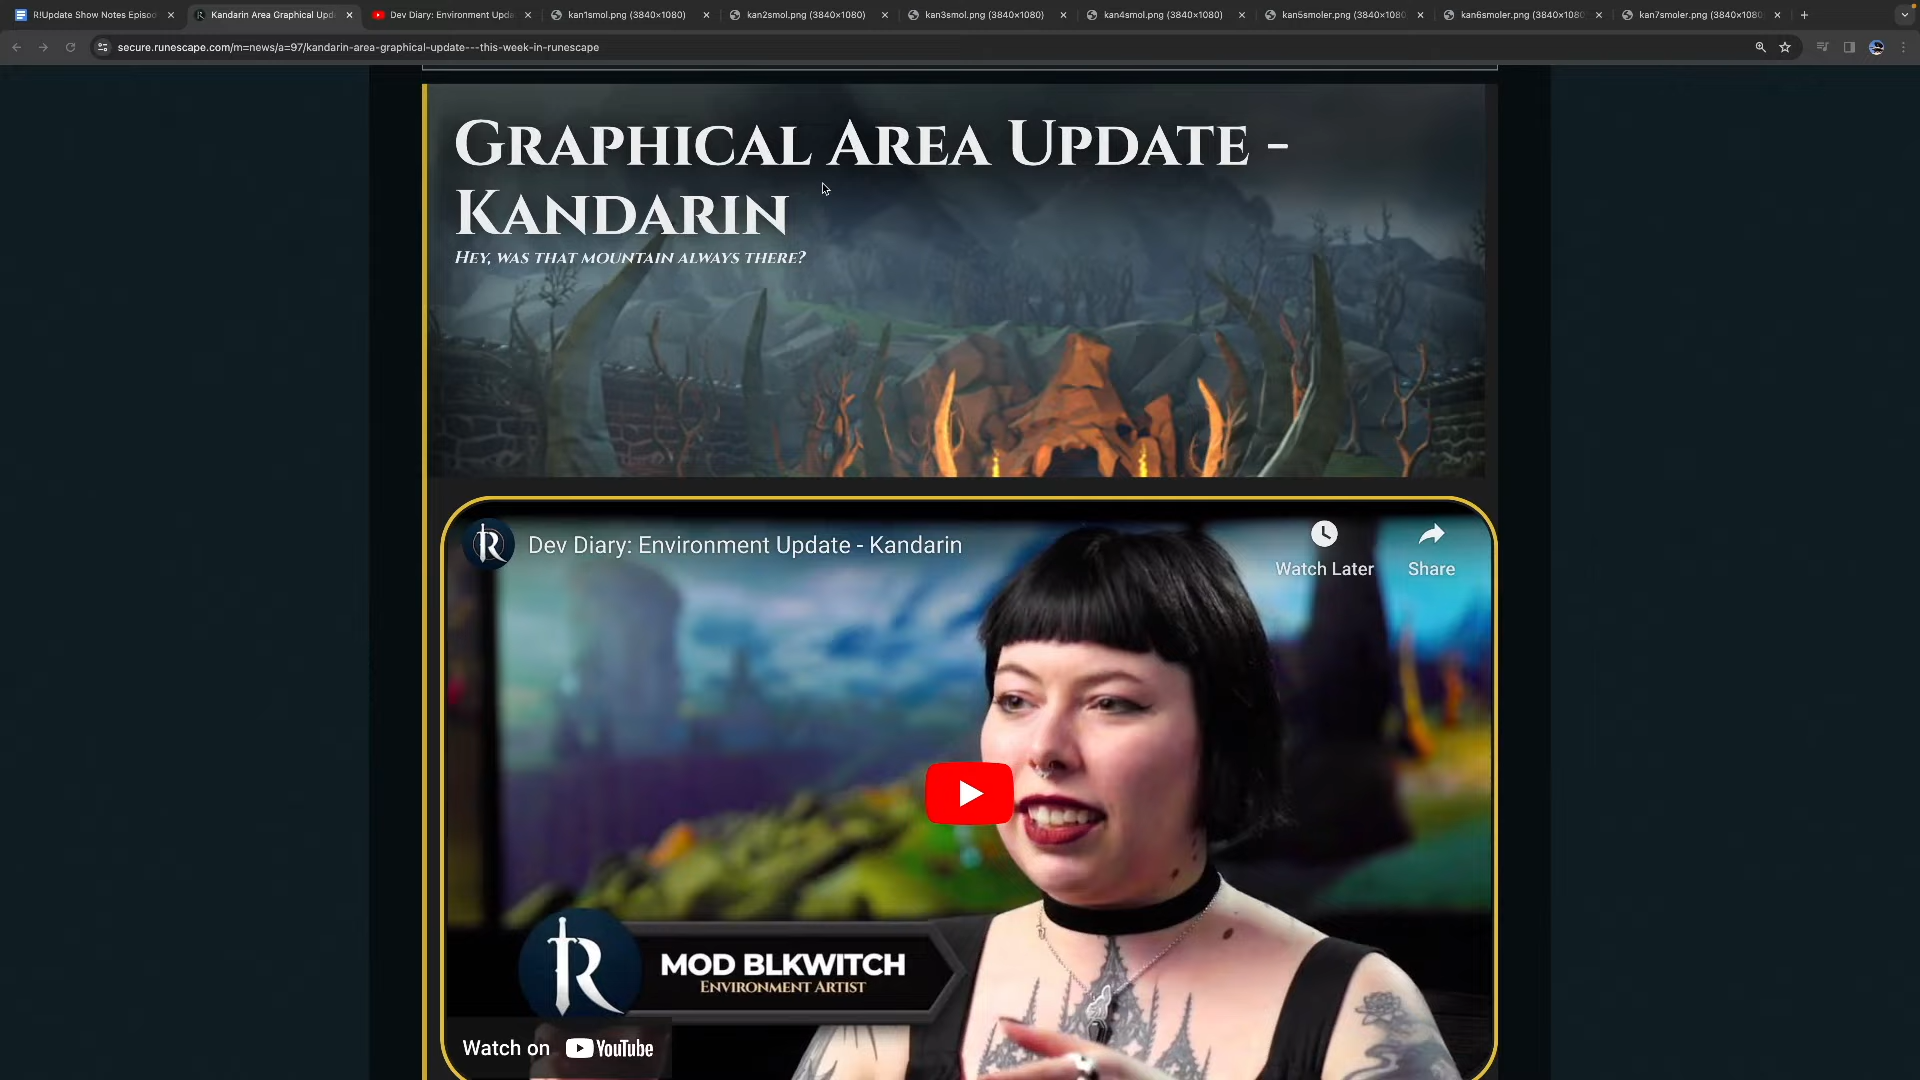 R!Update Show Notes Episod
Kandarin Area Graphical Upda
Dev Diary: Environment Upda
kan1smol.png (3840×1080)
kan2smol.png (3840×1080)
kan3smol.png (3840×1080)
kan4smol.png (3840×1080)
kan5smoler.png (3840×1080)
kan6smoler.png (3840×1080)
kan7smoler.png (3840×1080)
secure.runescape.com/m=news/a=97/kandarin-area-graphical-update---this-week-in-runescape
Graphical Area Update -
Kandarin
Hey, was that mountain always there?
Dev Diary: Environment Update - Kandarin
Watch Later
Share
MOD BLKWITCH
Environment Artist
Watch on YouTube